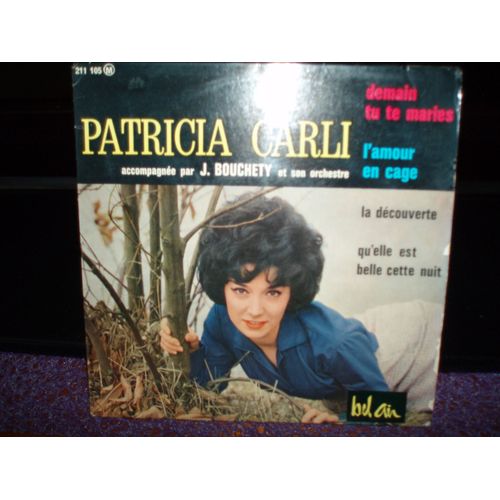 211 105 M
demain
tu te maries
PATRICIA CARLI
accompagnée par J. BOUCHETY et son orchestre
l'amour
en cage
la découverte
qu'elle est
belle cette nuit
bel air